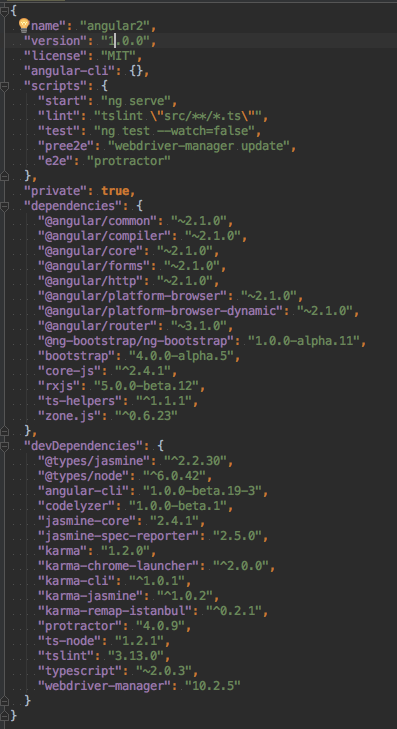 {
name": "angular2",
"version": "1.0.0",
"license": "MIT",
"angular-cli": {},
"scripts": {
"start": "ng serve",
"lint": "tslint \"src/**/*.ts\"",
"test": "ng test --watch=false",
"pree2e": "webdriver-manager update",
"e2e": "protractor"
},
"private": true,
"dependencies": {
"@angular/common": "~2.1.0",
"@angular/compiler": "~2.1.0",
"@angular/core": "~2.1.0",
"@angular/forms": "~2.1.0",
"@angular/http": "~2.1.0",
"@angular/platform-browser": "~2.1.0",
"@angular/platform-browser-dynamic": "~2.1.0",
"@angular/router": "~3.1.0",
"@ng-bootstrap/ng-bootstrap": "1.0.0-alpha.11",
"bootstrap": "4.0.0-alpha.5",
"core-js": "^2.4.1",
"rxjs": "5.0.0-beta.12",
"ts-helpers": "^1.1.1",
"zone.js": "^0.6.23"
},
"devDependencies": {
"@types/jasmine": "^2.2.30",
"@types/node": "^6.0.42",
"angular-cli": "1.0.0-beta.19-3",
"codelyzer": "1.0.0-beta.1",
"jasmine-core": "2.4.1",
"jasmine-spec-reporter": "2.5.0",
"karma": "1.2.0",
"karma-chrome-launcher": "^2.0.0",
"karma-cli": "^1.0.1",
"karma-jasmine": "^1.0.2",
"karma-remap-istanbul": "^0.2.1",
"protractor": "4.0.9",
"ts-node": "1.2.1",
"tslint": "3.13.0",
"typescript": "~2.0.3",
"webdriver-manager": "10.2.5"
}
}